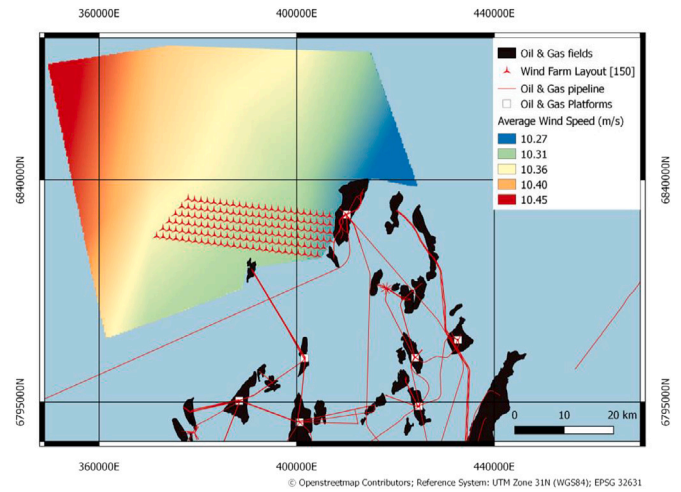 360000E 400000E 440000E
Oil & Gas fields
Wind Farm Layout [150]
Oil & Gas pipeline
Oil & Gas Platforms
Average Wind Speed (m/s)
10.27
10.31
10.36
10.40
10.45
6840000N 6840000N
6795000N 6795000N
0 10 20 km
360000E 400000E 440000E
© Openstreetmap Contributors; Reference System: UTM Zone 31N (WGS84); EPSG 32631